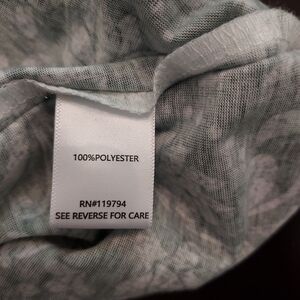 100%POLYESTER
RN#119794
SEE REVERSE FOR CARE